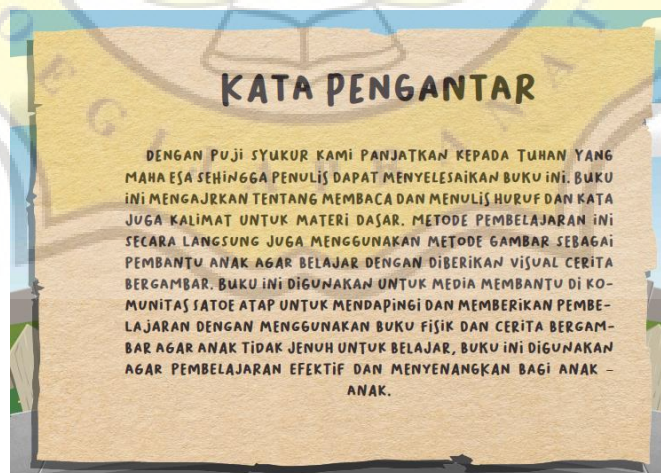 KATA PENGANTAR
DENGAN PUJI SYUKUR KAMI PANJATKAN KEPADA TUHAN YANG
MAHA ESA SEHINGGA PENULIS DAPAT MENYELESAIKAN BUKU INI. BUKU
INI MENGAJRKAN TENTANG MEMBACA DAN MENULIS HURUF DAN KATA
JUGA KALIMAT UNTUK MATERI DASAR. METODE PEMBELAJARAN INI
SECARA LANGSUNG JUGA MENGGUNAKAN METODE GAMBAR SEBAGAI
PEMBANTU ANAK AGAR BELAJAR DENGAN DIBERIKAN VISUAL CERITA
BERGAMBAR. BUKU INI DIGUNAKAN UNTUK MEDIA MEMBANTU DI KO-
MUNITAS SATOE ATAP UNTUK MENDAPINGI DAN MEMBERIKAN PEMBE-
LAJARAN DENGAN MENGGUNAKAN BUKU FISIK DAN CERITA BERGAM-
BAR AGAR ANAK TIDAK JENUH UNTUK BELAJAR, BUKU INI DIGUNAKAN
AGAR PEMBELAJARAN EFEKTIF DAN MENYENANGKAN BAGI ANAK –
ANAK.